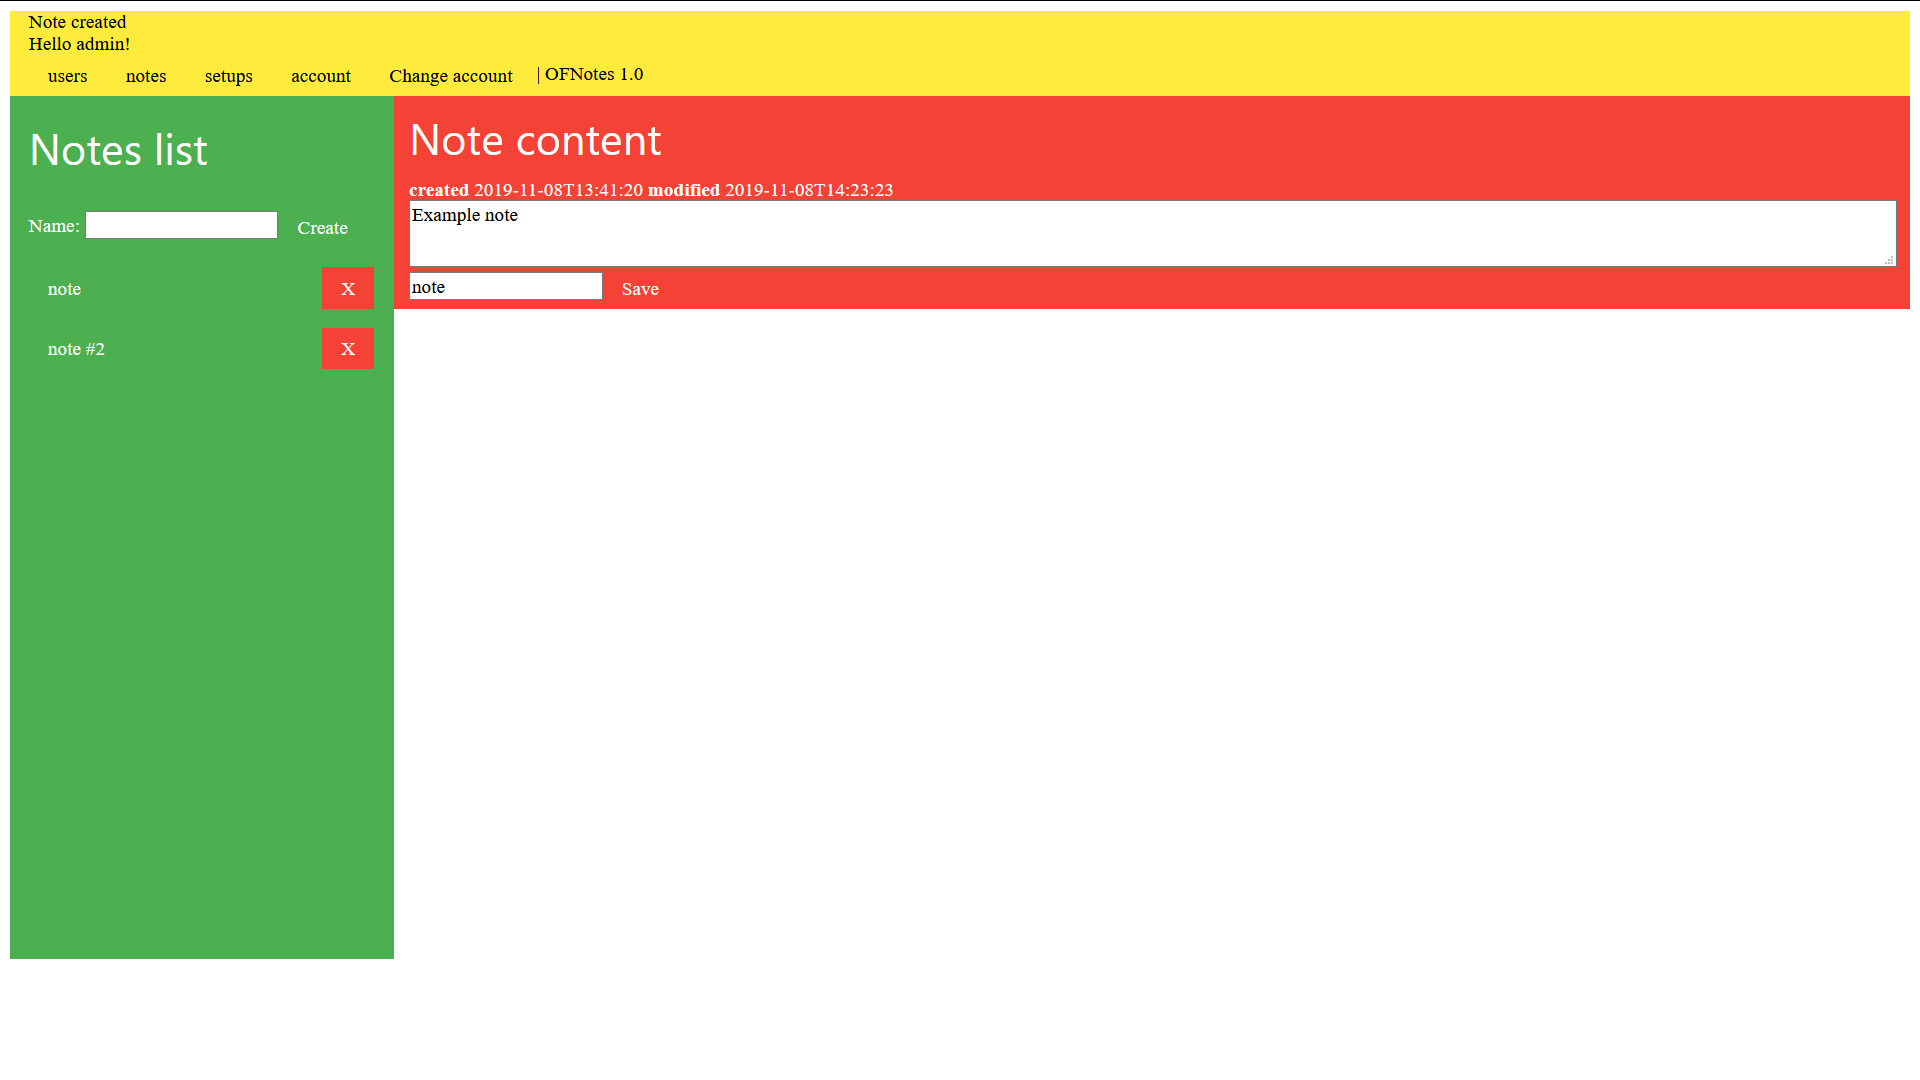 Note created
Hello admin!
users notes setups account Change account | OFNotes 1.0
Notes list
Name: Create
note X
note #2 X
Note content
created 2019-11-08T13:41:20 modified 2019-11-08T14:23:23
Example note
note Save